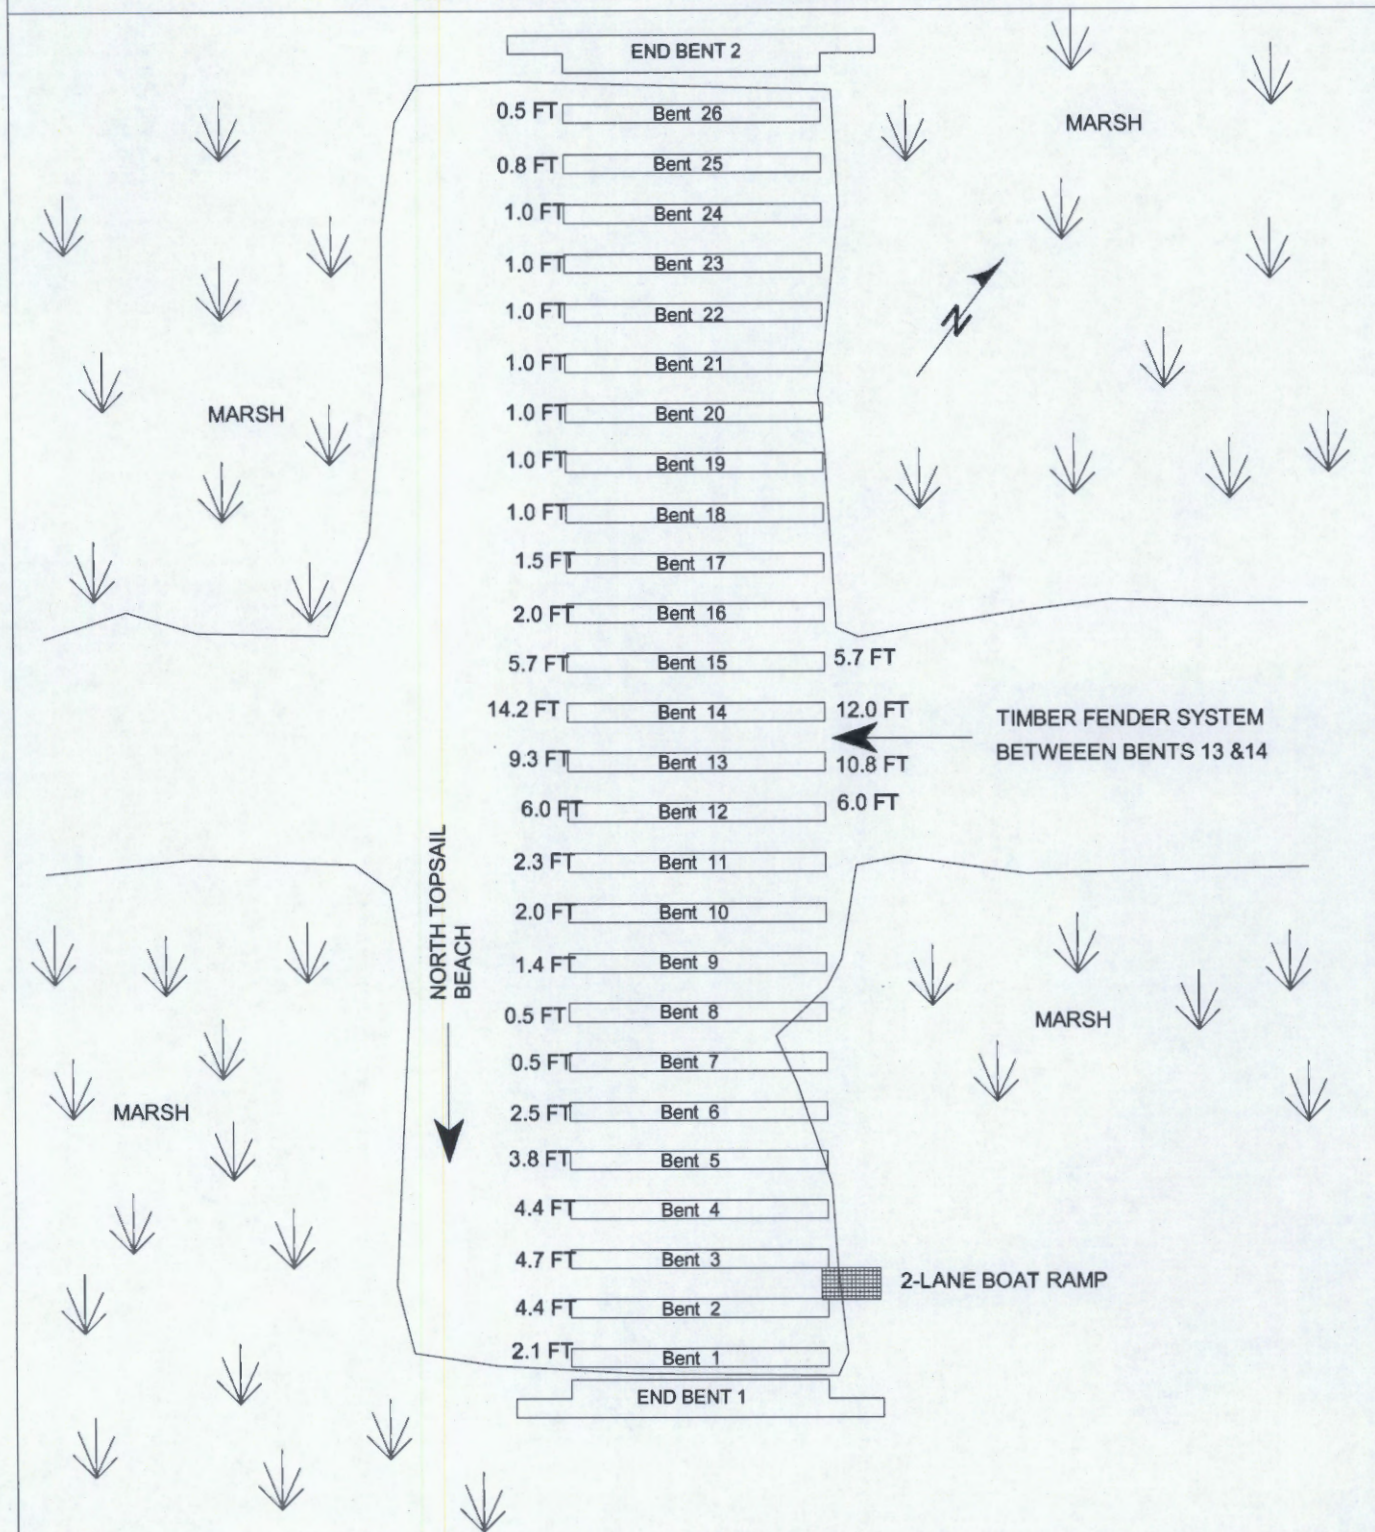 END BENT 2
0.5 FT Bent 26
MARSH
0.8 FT Bent 25
1.0 FT Bent 24
1.0 FT Bent 23
N
1.0 FT Bent 22
1.0 FT Bent 21
1.0 FT Bent 20
MARSH
1.0 FT Bent 19
1.0 FT Bent 18
1.5 FT Bent 17
2.0 FT Bent 16
5.7 FT Bent 15 5.7 FT
14.2 FT Bent 14 12.0 FT
TIMBER FENDER SYSTEM
BETWEEEN BENTS 13 &14
9.3 FT Bent 13 10.8 FT
6.0 FT Bent 12 6.0 FT
2.3 FT Bent 11
2.0 FT Bent 10
NORTH TOPSAIL
BEACH
1.4 FT Bent 9
0.5 FT Bent 8
MARSH
0.5 FT Bent 7
2.5 FT Bent 6
MARSH
3.8 FT Bent 5
4.4 FT Bent 4
4.7 FT Bent 3
2-LANE BOAT RAMP
4.4 FT Bent 2
2.1 FT Bent 1
END BENT 1